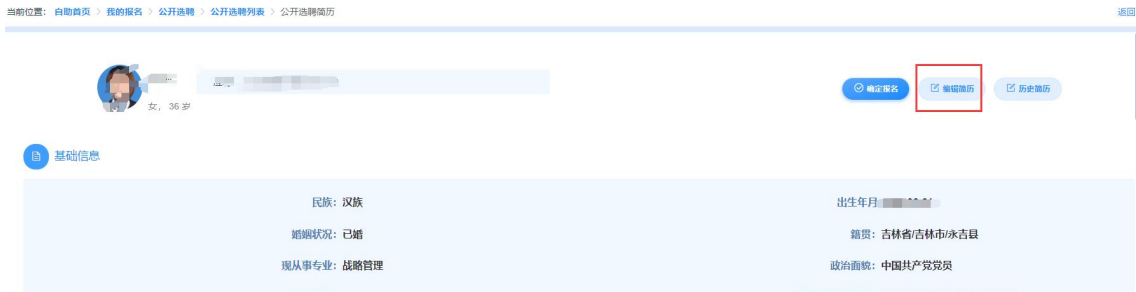 当前位置: 自助首页 > 我的报名 > 公开选聘 > 公开选聘列表 > 公开选聘简历
返回
女, 36岁
确定报名 编辑简历 历史简历
基础信息
民族: 汉族 出生年月
婚姻状况: 已婚 籍贯: 吉林省/吉林市/永吉县
现从事专业: 战略管理 政治面貌: 中国共产党党员